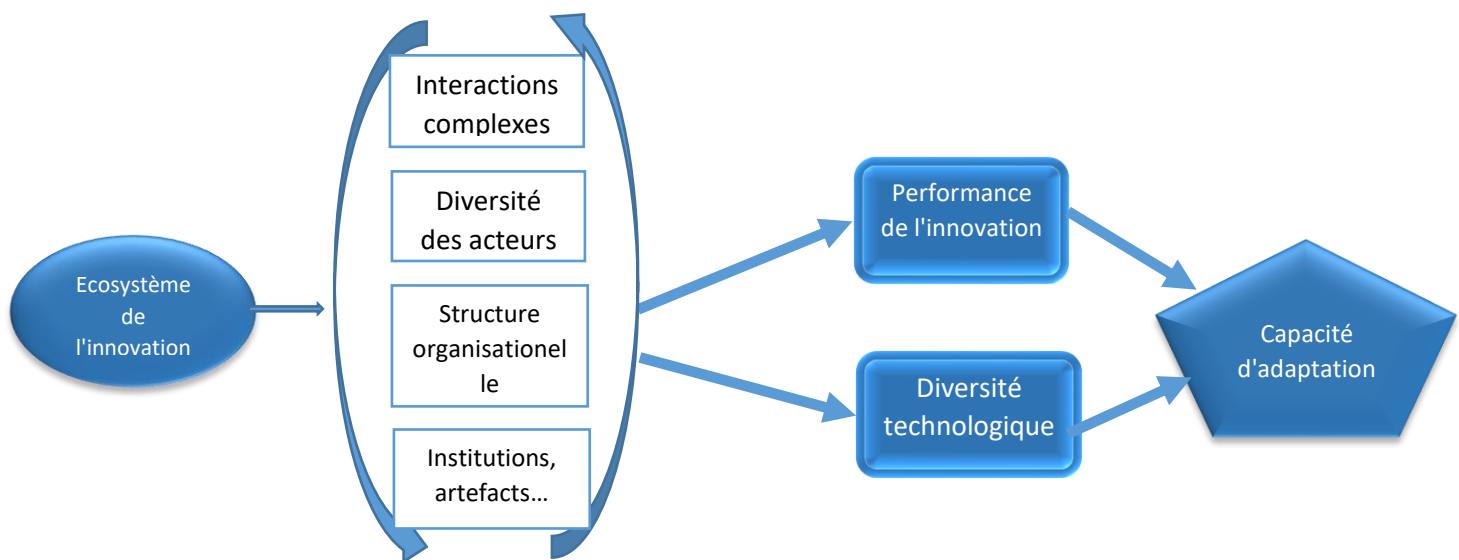 Ecosystème
de
l'innovation
Interactions
complexes
Diversité
des acteurs
Structure
organisationel
le
Institutions,
artefacts…
Performance
de l'innovation
Diversité
technologique
Capacité
d'adaptation